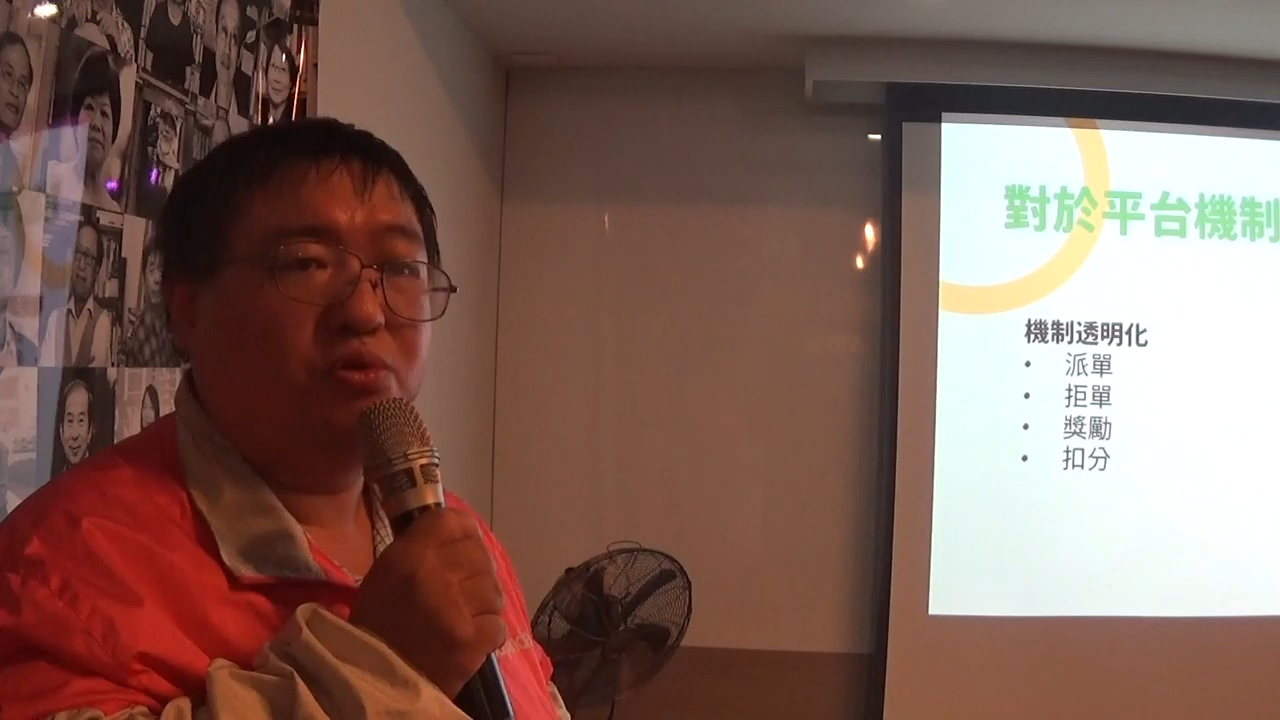 對於平台機制
機制透明化
• 派單
• 拒單
• 獎勵
• 扣分